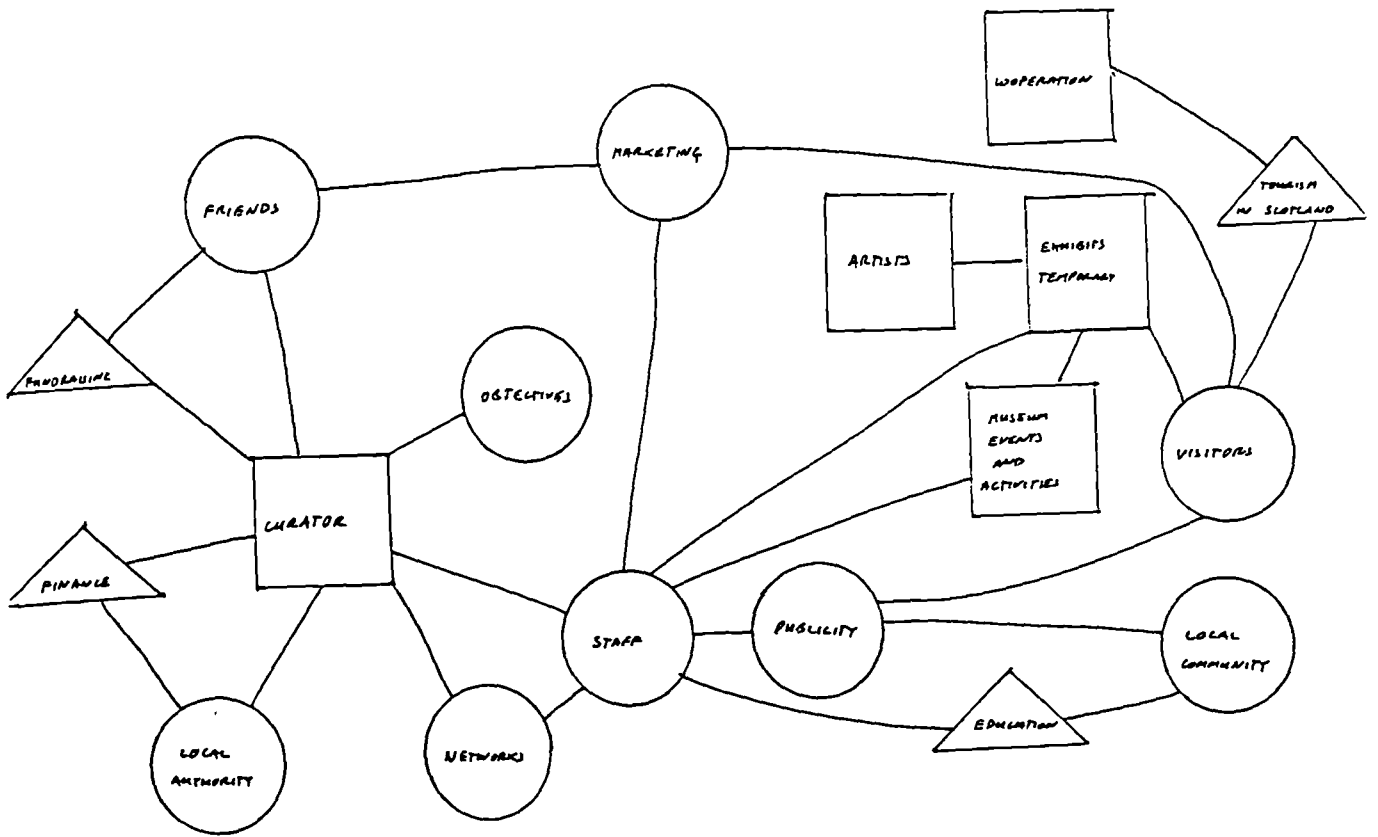 COOPERATION
MARKETING
FRIENDS
TOURISM
IN SCOTLAND
ARTISTS
EXHIBITS
TEMPORARY
FUNDRAISING
OBJECTIVES
MUSEUM
EVENTS
AND
ACTIVITIES
VISITORS
CURATOR
FINANCE
STAFF
PUBLICITY
LOCAL
COMMUNITY
EDUCATION
LOCAL
AUTHORITY
NETWORKS